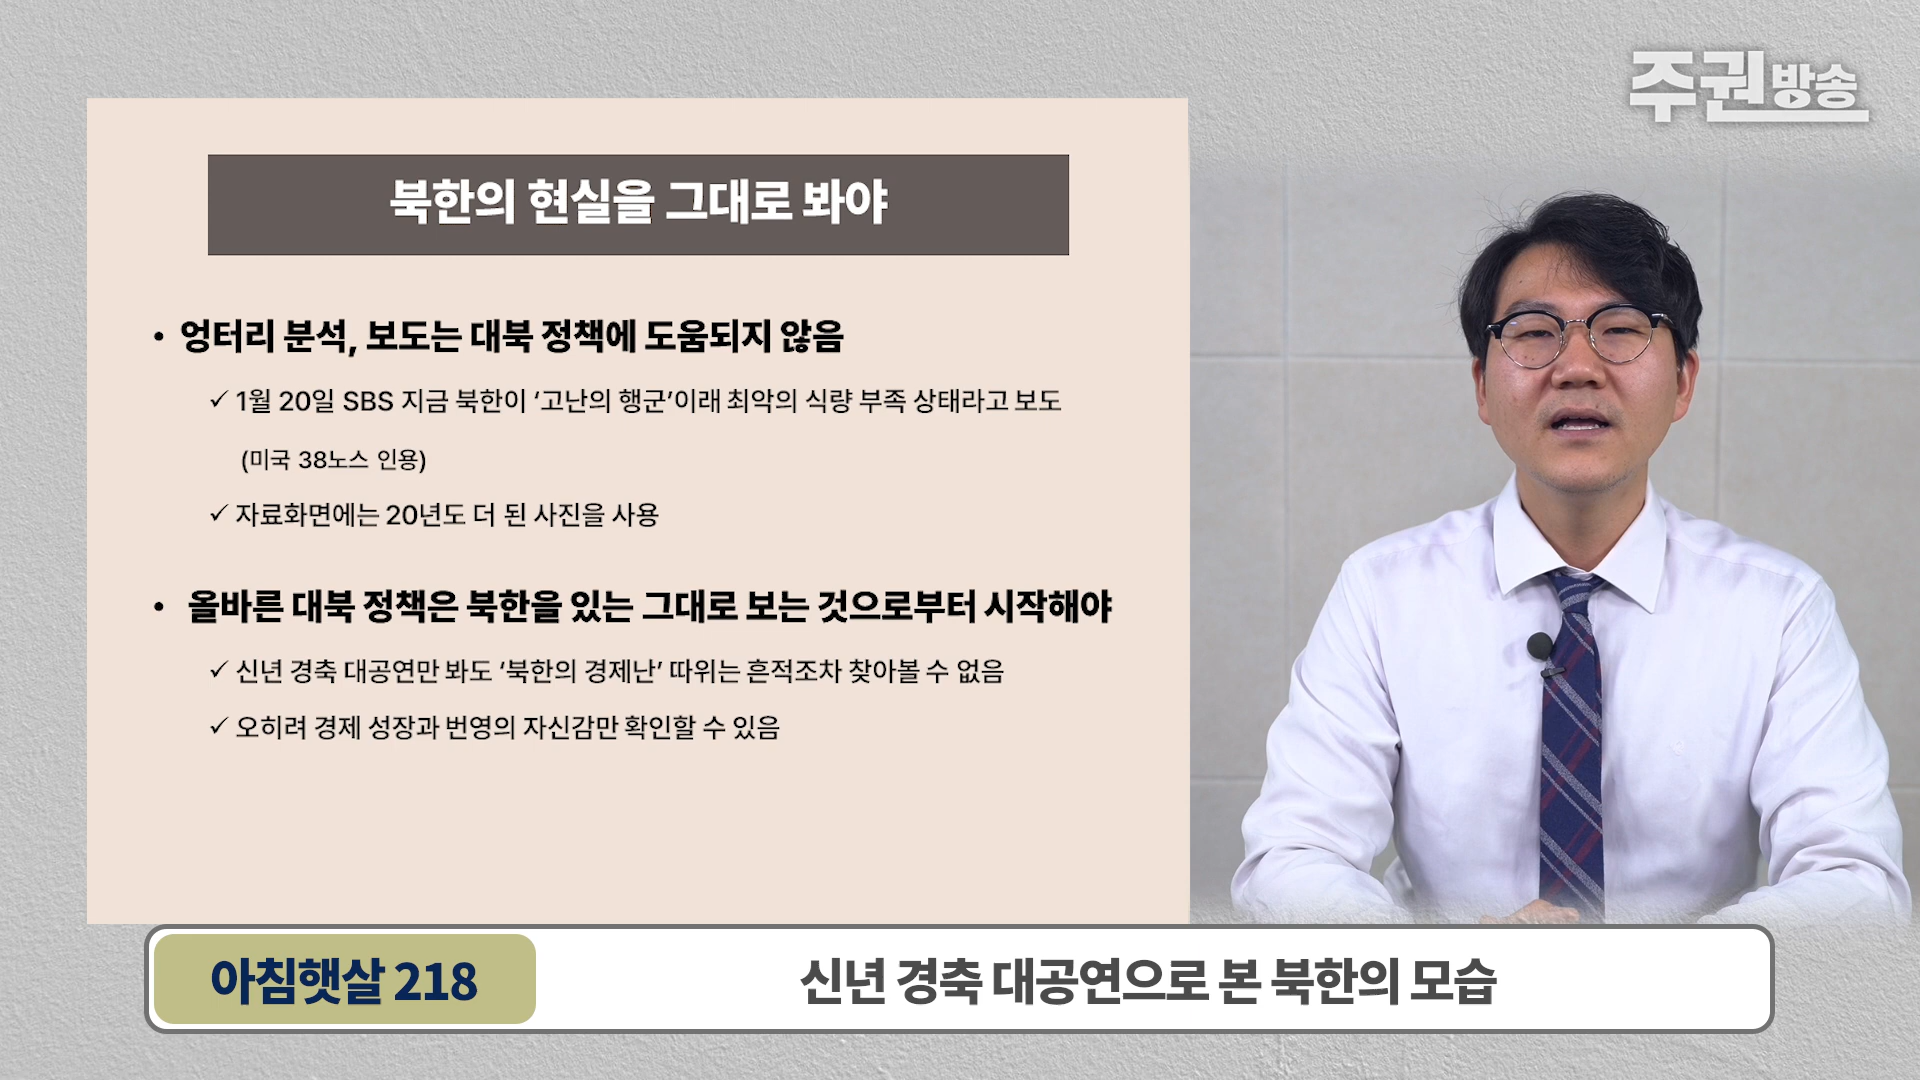 주권방송
북한의 현실을 그대로 봐야
• 엉터리 분석, 보도는 대북 정책에 도움되지 않음
✓ 1월 20일 SBS 지금 북한이 ‘고난의 행군’이래 최악의 식량 부족 상태라고 보도
(미국 38노스 인용)
✓ 자료화면에는 20년도 더 된 사진을 사용
• 올바른 대북 정책은 북한을 있는 그대로 보는 것으로부터 시작해야
✓ 신년 경축 대공연만 봐도 ‘북한의 경제난’ 따위는 흔적조차 찾아볼 수 없음
✓ 오히려 경제 성장과 번영의 자신감만 확인할 수 있음
아침햇살 218
신년 경축 대공연으로 본 북한의 모습